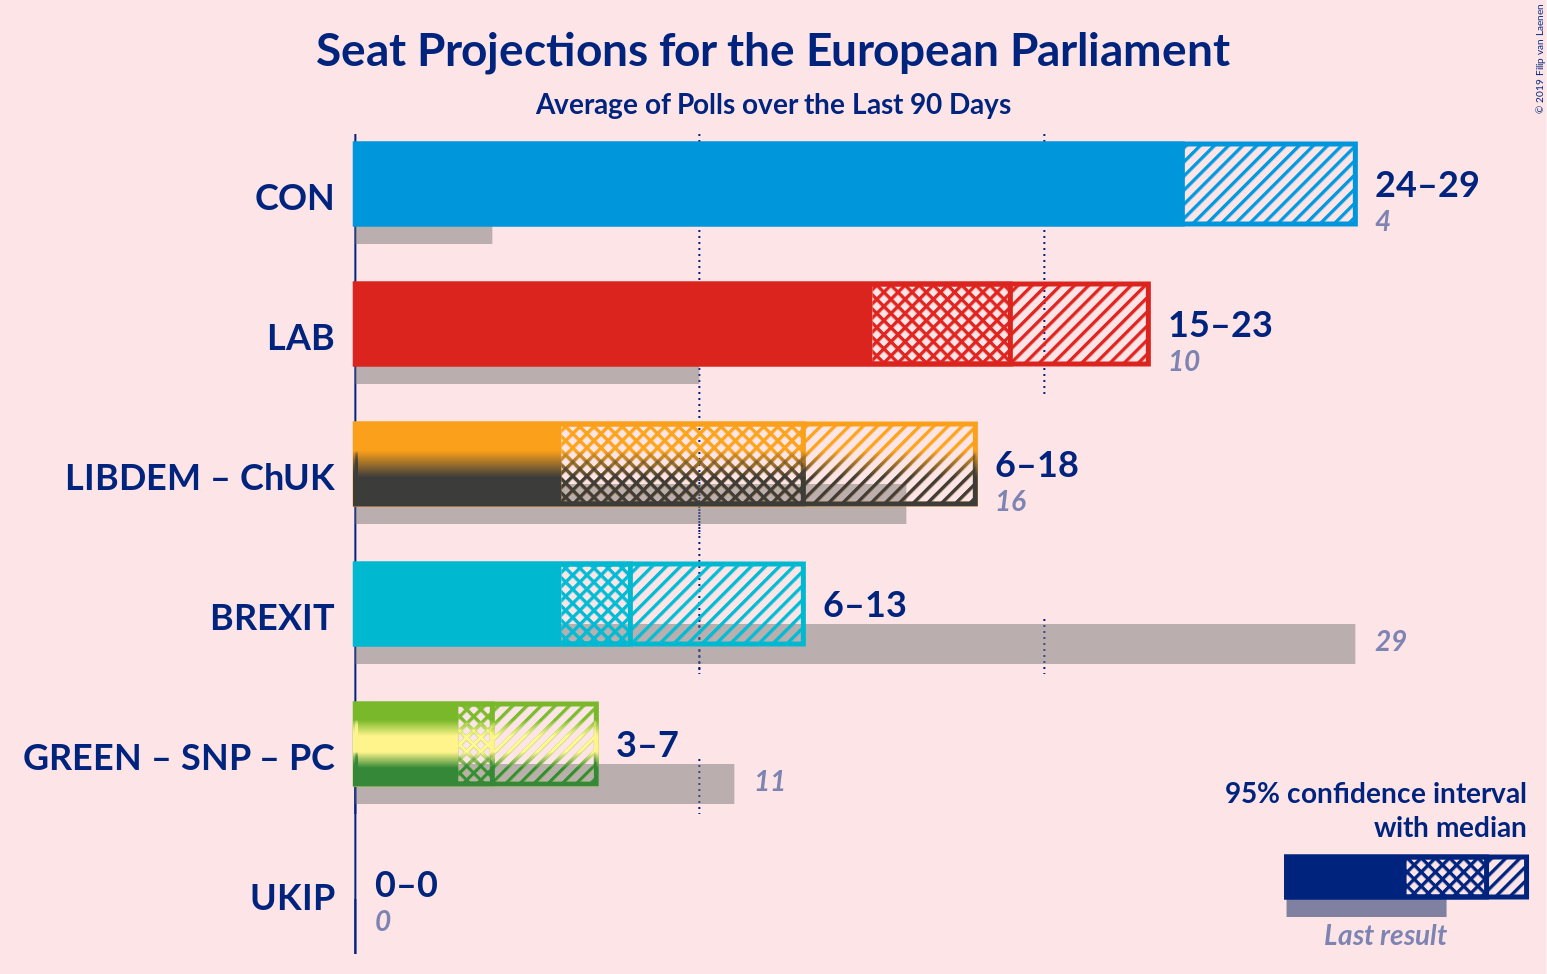 Seat Projections for the European Parliament
Average of Polls over the Last 90 Days
© 2019 Filip van Laenen
CON
24–29
4
LAB
15–23
10
LIBDEM – ChUK
6–18
16
BREXIT
6–13
29
GREEN – SNP – PC
3–7
11
UKIP
0–0
0
95% confidence interval
with median
Last result